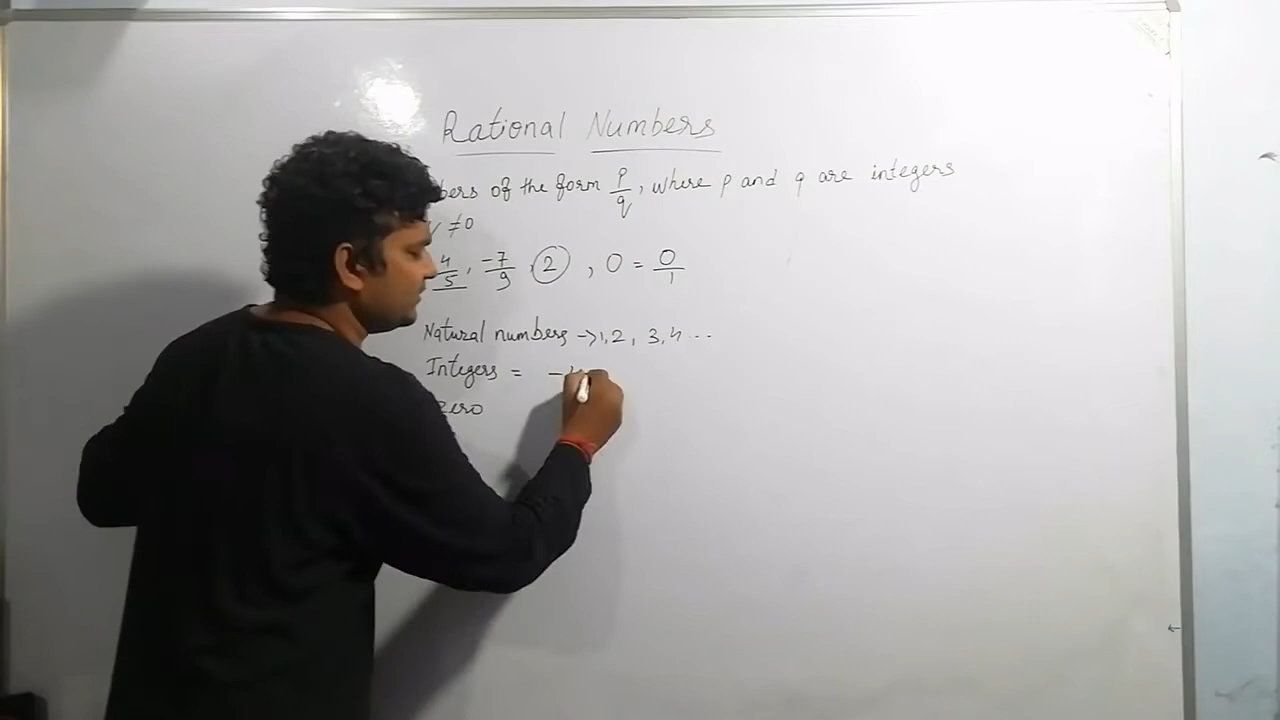 Rational Numbers
bers of the form p/q, where p and q are integers
≠0
4/5, -7/9, 2, 0 = 0/1
Natural numbers →1,2, 3,4 ...
Integers =
zero